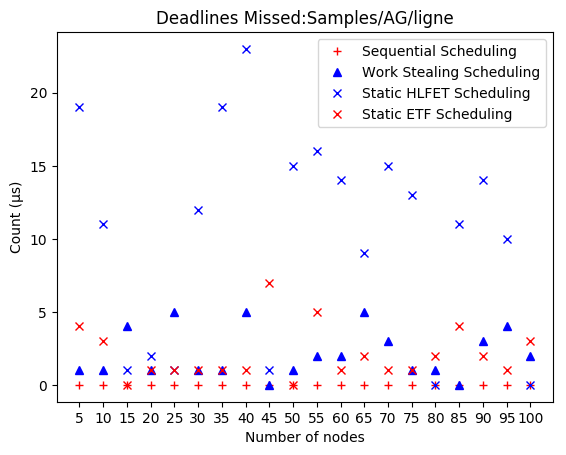 Deadlines Missed:Samples/AG/ligne
Sequential Scheduling
Work Stealing Scheduling
Static HLFET Scheduling
Static ETF Scheduling
20
15
10
5
0
Count (µs)
5 10 15 20 25 30 35 40 45 50 55 60 65 70 75 80 85 90 95 100
Number of nodes